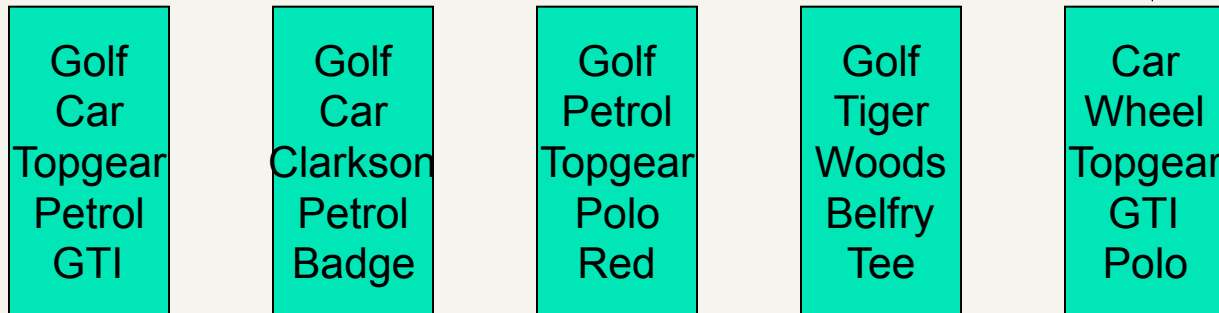 Golf
Car
Topgear
Petrol
GTI
Golf
Car
Clarkson
Petrol
Badge
Golf
Petrol
Topgear
Polo
Red
Golf
Tiger
Woods
Belfry
Tee
Car
Wheel
Topgear
GTI
Polo